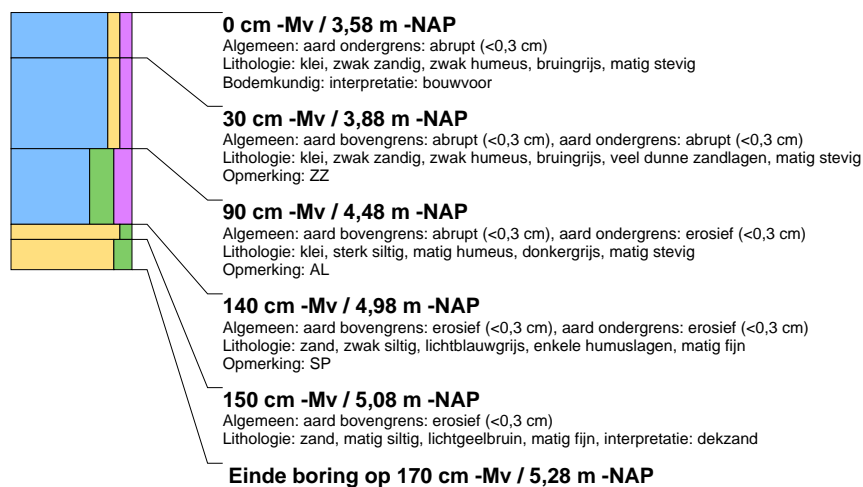 0 cm -Mv / 3,58 m -NAP
Algemeen: aard ondergrens: abrupt (<0,3 cm)
Lithologie: klei, zwak zandig, zwak humeus, bruingrijs, matig stevig
Bodemkundig: interpretatie: bouwvoor
30 cm -Mv / 3,88 m -NAP
Algemeen: aard bovengrens: abrupt (<0,3 cm), aard ondergrens: abrupt (<0,3 cm)
Lithologie: klei, zwak zandig, zwak humeus, bruingrijs, veel dunne zandlagen, matig stevig
Opmerking: ZZ
90 cm -Mv / 4,48 m -NAP
Algemeen: aard bovengrens: abrupt (<0,3 cm), aard ondergrens: erosief (<0,3 cm)
Lithologie: klei, sterk siltig, matig humeus, donkergrijs, matig stevig
Opmerking: AL
140 cm -Mv / 4,98 m -NAP
Algemeen: aard bovengrens: erosief (<0,3 cm), aard ondergrens: erosief (<0,3 cm)
Lithologie: zand, zwak siltig, lichtblauwgrijs, enkele humuslagen, matig fijn
Opmerking: SP
150 cm -Mv / 5,08 m -NAP
Algemeen: aard bovengrens: erosief (<0,3 cm)
Lithologie: zand, matig siltig, lichtgeelbruin, matig fijn, interpretatie: dekzand
Einde boring op 170 cm -Mv / 5,28 m -NAP